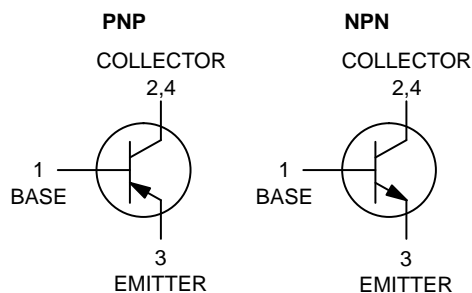 PNP
COLLECTOR
2,4
1
BASE
3
EMITTER
NPN
COLLECTOR
2,4
1
BASE
3
EMITTER